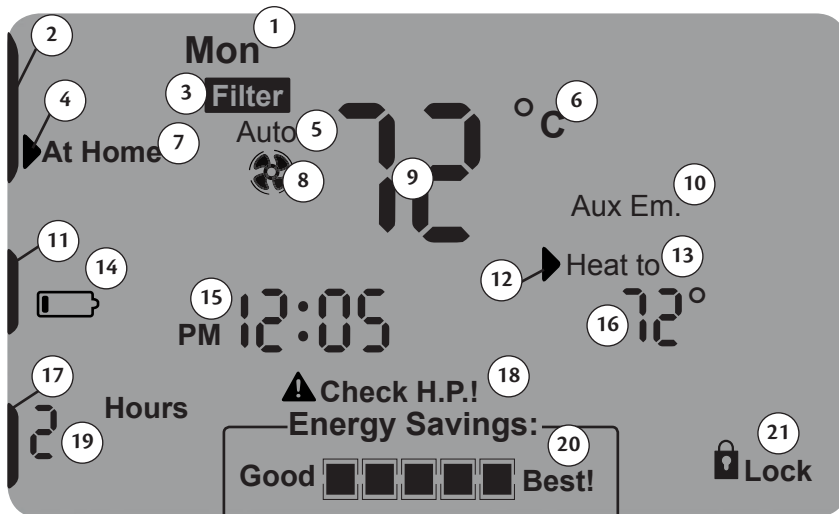 1
2
Mon
3
Filter
4
Auto
5
72
°C
6
At Home
7
8
9
10
Aux Em.
11
12
Heat to
13
14
15
PM 12:05
16
72°
17
Check H.P.!
18
2 Hours
19
Energy Savings:
Good
Best!
20
21
Lock